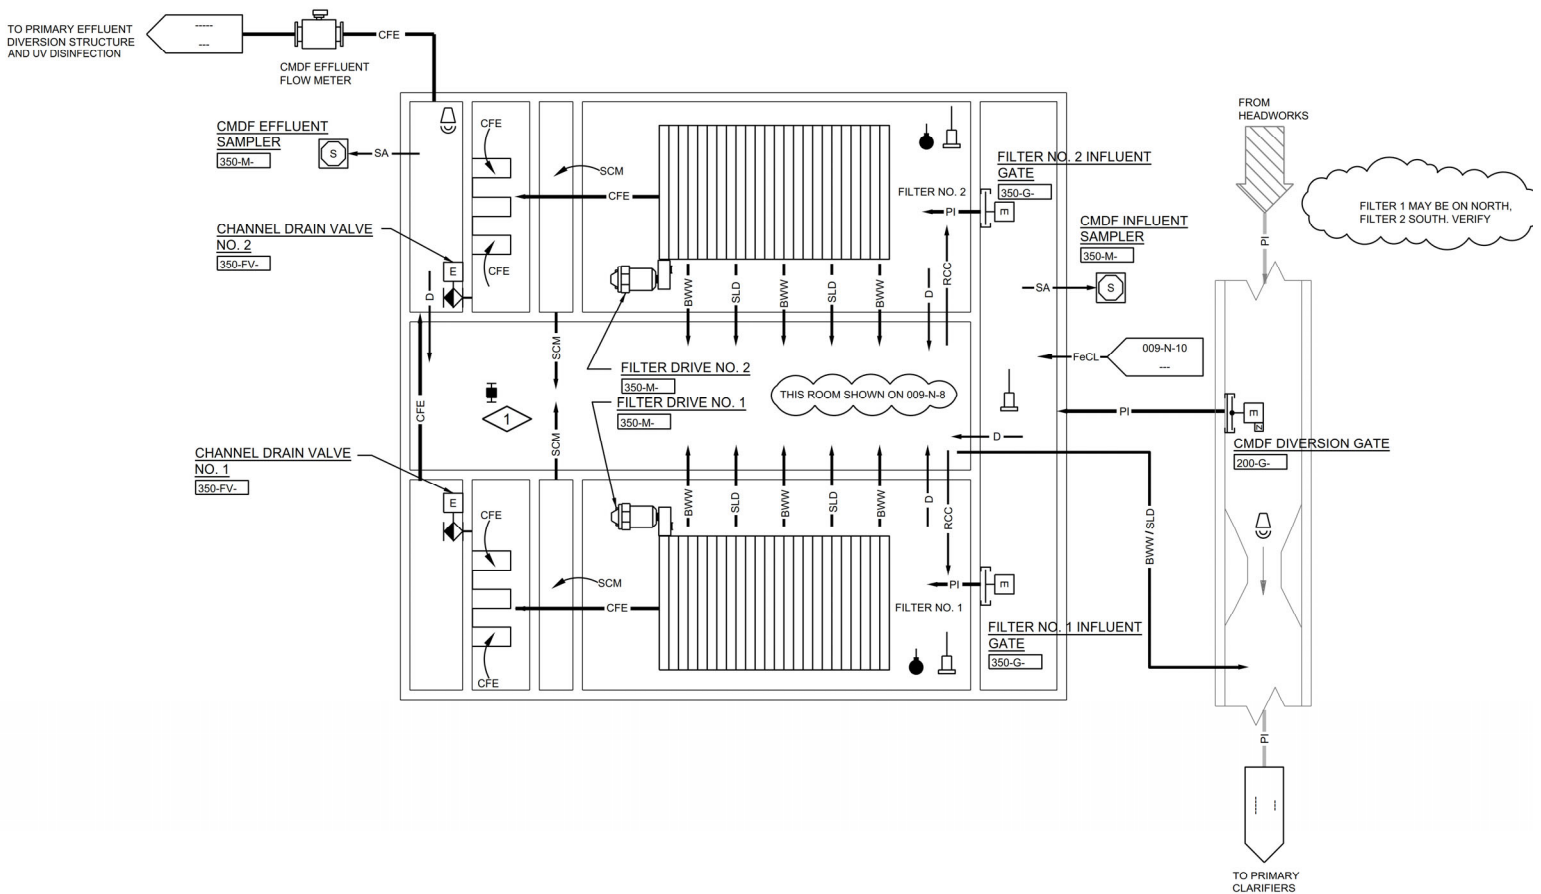 TO PRIMARY EFFLUENT
DIVERSION STRUCTURE
AND UV DISINFECTION
-----
---
CFE
CMDF EFFLUENT
FLOW METER
CMDF EFFLUENT
SAMPLER
350-M-
S
SA
CHANNEL DRAIN VALVE
NO. 2
350-FV-
E
D
CFE
CFE
SCM
CFE
FILTER NO. 2
PI
RCC
D
BWW
SLD
BWW
SLD
BWW
FILTER NO. 2 INFLUENT
GATE
350-G-
E
CMDF INFLUENT
SAMPLER
350-M-
SA
S
FROM
HEADWORKS
PI
FILTER 1 MAY BE ON NORTH,
FILTER 2 SOUTH. VERIFY
FeCL
009-N-10
---
CFE
SCM
SCM
1
FILTER DRIVE NO. 2
350-M-
FILTER DRIVE NO. 1
350-M-
THIS ROOM SHOWN ON 009-N-8
D
PI
E
N
CMDF DIVERSION GATE
200-G-
CHANNEL DRAIN VALVE
NO. 1
350-FV-
E
CFE
CFE
SCM
CFE
BWW
SLD
BWW
SLD
BWW
D
RCC
PI
E
FILTER NO. 1
FILTER NO. 1 INFLUENT
GATE
350-G-
BWW / SLD
PI
-----
---
TO PRIMARY
CLARIFIERS